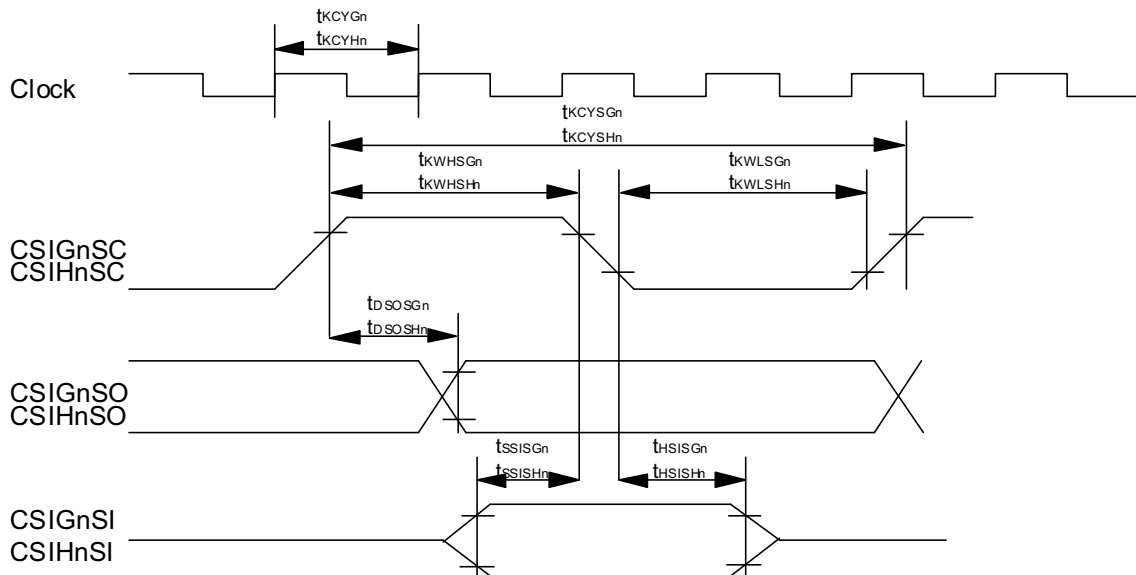 tKCYGn
tKCYHn
Clock
tKCYSGn
tKCYSHn
tKWHSGn
tKWHSHn
tKWLSGn
tKWLSHn
CSIGnSC
CSIHnSC
tDSOSGn
tDSOSHn
CSIGnSO
CSIHnSO
tSSISGn
tSSISHn
tHSISGn
tHSISHn
CSIGnSI
CSIHnSI